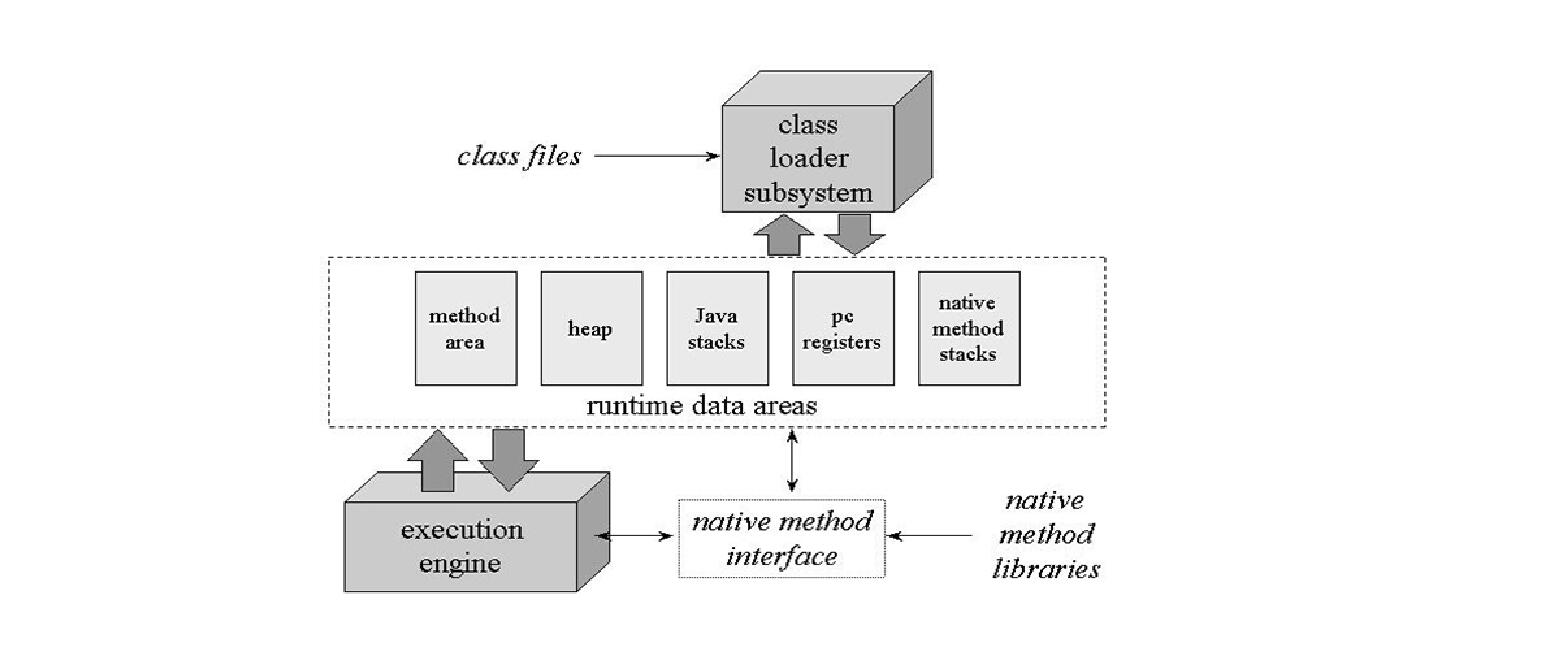 class
loader
subsystem
class files
method
area
heap
Java
stacks
pc
registers
native
method
stacks
runtime data areas
execution
engine
native method
interface
native
method
libraries